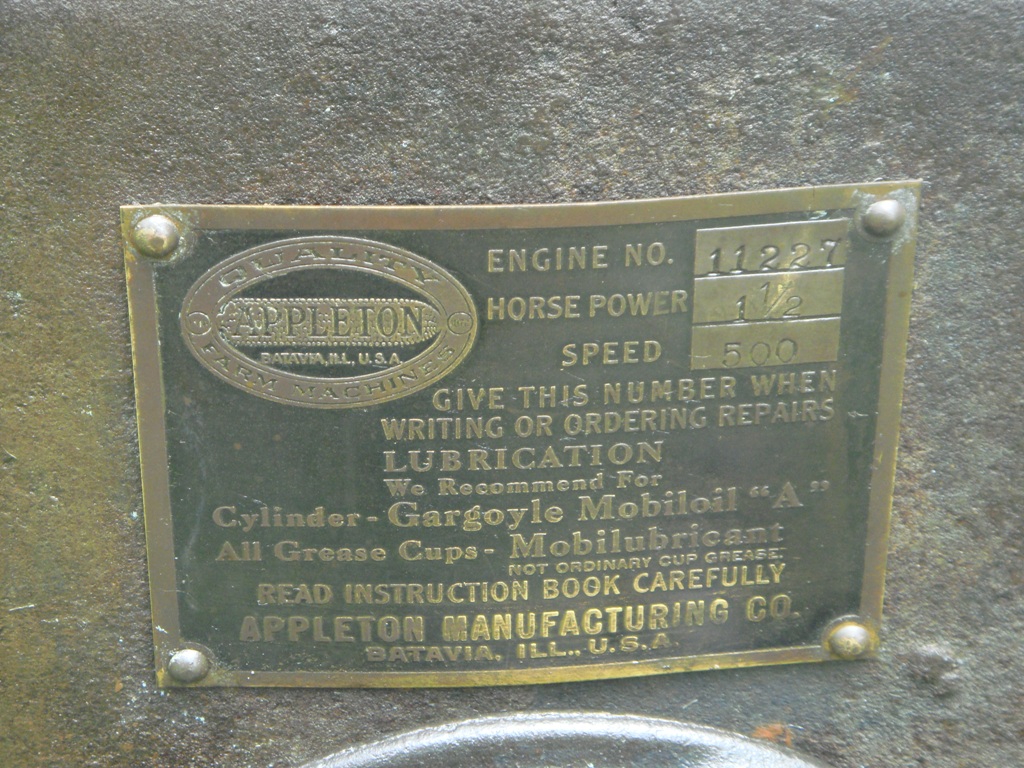 QUALITY
APPLETON
BATAVIA, ILL, U.S.A.
FARM MACHINES
ENGINE NO. 11227
HORSE POWER 1 1/2
SPEED 500
GIVE THIS NUMBER WHEN
WRITING OR ORDERING REPAIRS
LUBRICATION
We Recommend For
Cylinder - Gargoyle Mobiloil "A"
All Grease Cups - Mobilubricant
NOT ORDINARY CUP GREASE.
READ INSTRUCTION BOOK CAREFULLY
APPLETON MANUFACTURING CO.
BATAVIA, ILL., U.S.A.